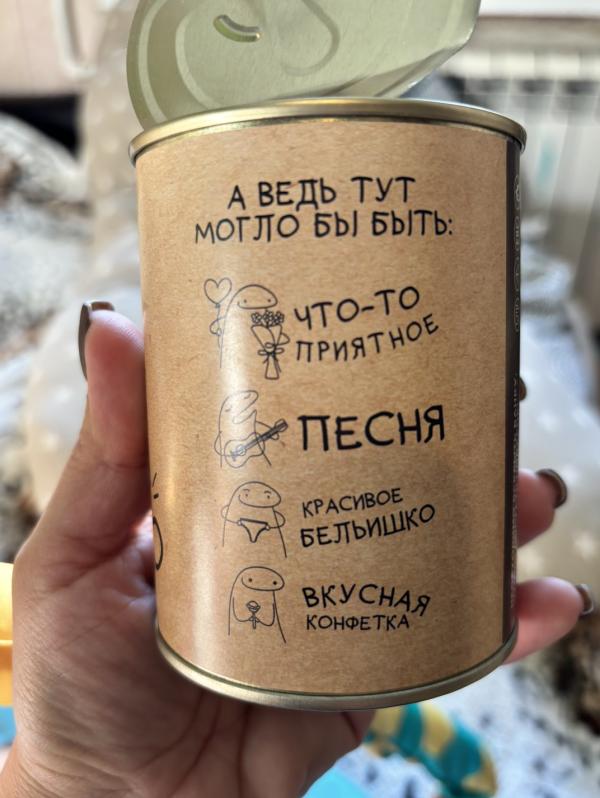 А ВЕДЬ ТУТ
МОГЛО БЫ БЫТЬ:
ЧТО-ТО
ПРИЯТНОЕ
ПЕСНЯ
КРАСИВОЕ
БЕЛЬИШКО
ВКУСНАЯ
КОНФЕТКА